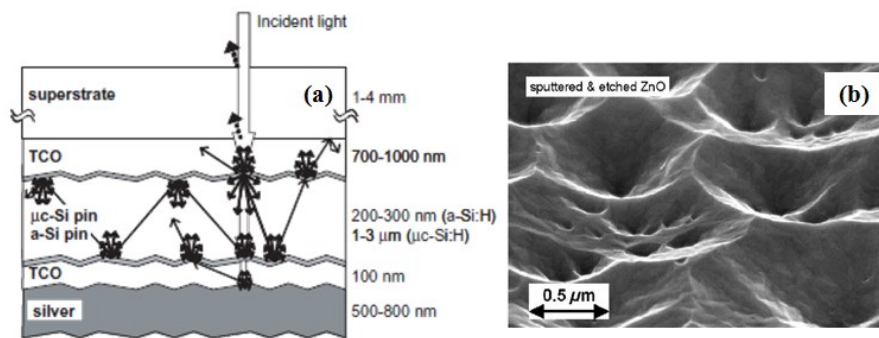 Incident light
(a)
superstrate
1-4 mm
TCO
700-1000 nm
µc-Si pin
a-Si pin
200-300 nm (a-Si:H)
1-3 µm (µc-Si:H)
TCO
100 nm
silver
500-800 nm
sputtered & etched ZnO
(b)
0.5 µm